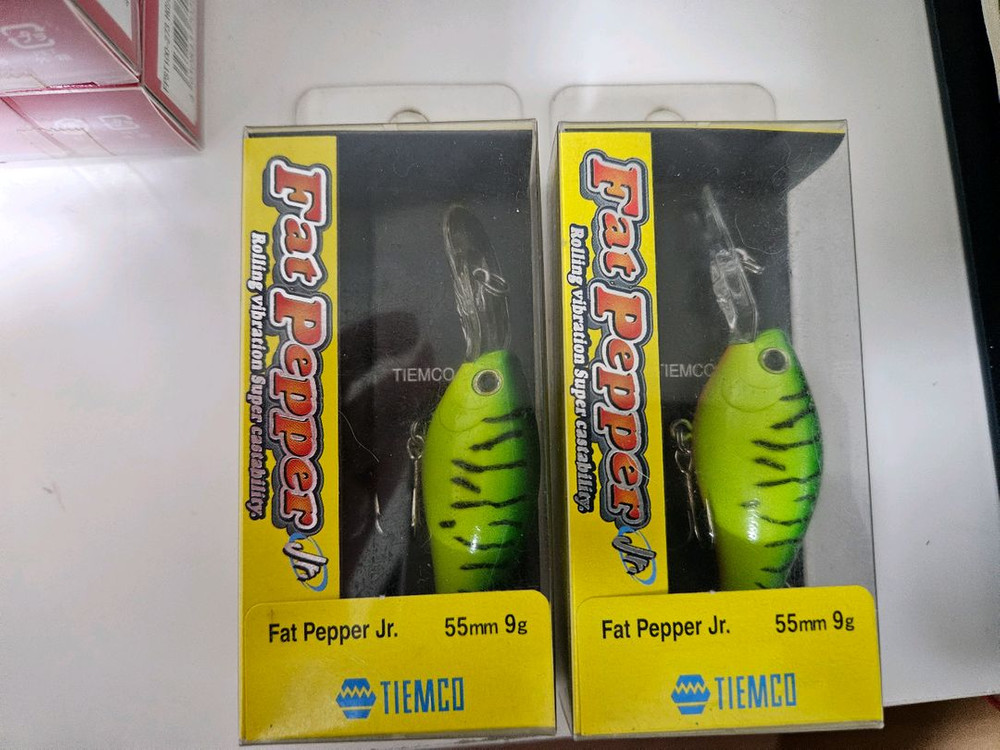 Fat Pepper Jr.
Rolling vibration Super castability.
TIEMCO
Fat Pepper Jr. 55mm 9g
TIEMCO
Fat Pepper Jr.
Rolling vibration Super castability.
TIEMCO
Fat Pepper Jr. 55mm 9g
TIEMCO